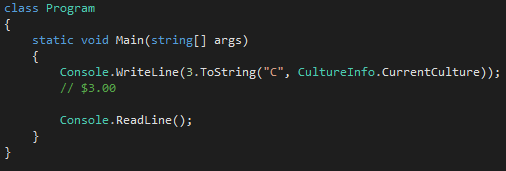 class Program
{
    static void Main(string[] args)
    {
        Console.WriteLine(3.ToString("C", CultureInfo.CurrentCulture));
        // $3.00

        Console.ReadLine();
    }
}